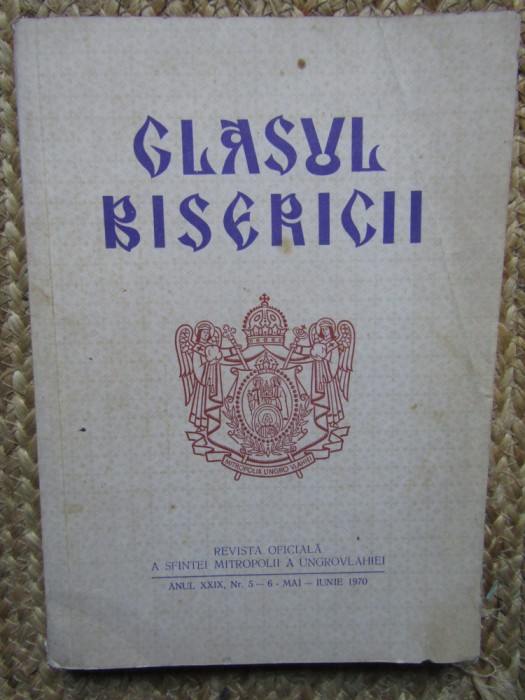 GLASUL
BISERICII
MITROPOLIA UNGRO VLAHIEI
REVISTA OFICIALĂ
A SFINTEI MITROPOLII A UNGROVLAHIEI
ANUL XXIX, Nr. 5 — 6 - MAI — IUNIE 1970